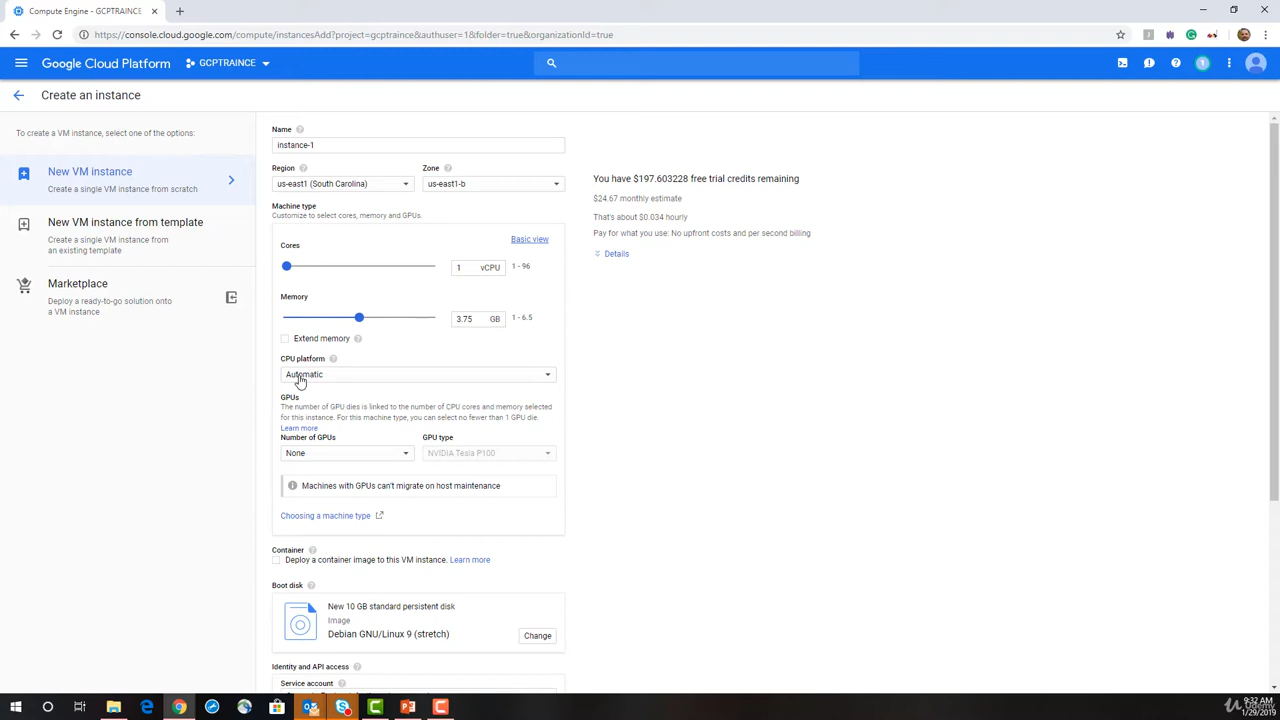 Compute Engine - GCPTRAINCE
https://console.cloud.google.com/compute/instancesAdd?project=gcptraince&authuser=1&folder=true&organizationId=true
Google Cloud Platform
GCPTRAINCE
1
Create an instance
To create a VM instance, select one of the options:
New VM instance
Create a single VM instance from scratch
New VM instance from template
Create a single VM instance from
an existing template
Marketplace
Deploy a ready-to-go solution onto
a VM instance
Name
instance-1
Region
Zone
us-east1 (South Carolina)
us-east1-b
Machine type
Customize to select cores, memory and GPUs.
Basic view
Cores
1 vCPU
1 - 96
Memory
3.75 GB
1 - 6.5
Extend memory
CPU platform
Automatic
GPUs
The number of GPU dies is linked to the number of CPU cores and memory selected
for this instance. For this machine type, you can select no fewer than 1 GPU die.
Learn more
Number of GPUs
GPU type
None
NVIDIA Tesla P100
Machines with GPUs can't migrate on host maintenance
Choosing a machine type
Container
Deploy a container image to this VM instance. Learn more
Boot disk
New 10 GB standard persistent disk
Image
Debian GNU/Linux 9 (stretch)
Change
Identity and API access
Service account
You have $197.603228 free trial credits remaining
$24.67 monthly estimate
That's about $0.034 hourly
Pay for what you use: No upfront costs and per second billing
Details
9:32 AM
1/29/2019
Udemy